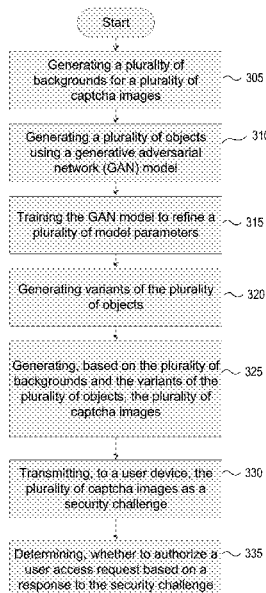 Start
Generating a plurality of
backgrounds for a plurality of
captcha images
305
Generating a plurality of objects
using a generative adversarial
network (GAN) model
310
Training the GAN model to refine a
plurality of model parameters
315
Generating variants of the plurality
of objects
320
Generating, based on the plurality of
backgrounds and the variants of the
plurality of objects, the plurality of
captcha images
325
Transmitting, to a user device, the
plurality of captcha images as a
security challenge
330
Determining, whether to authorize a
user access request based on a
response to the security challenge
335